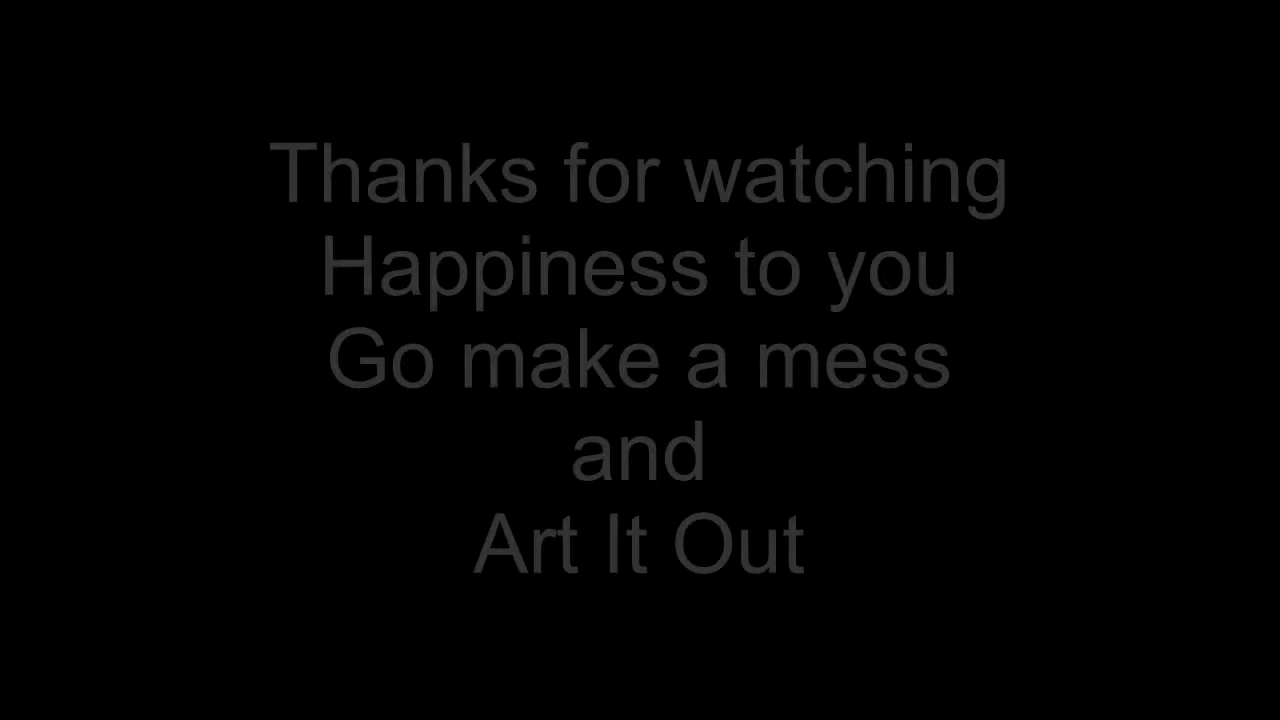 Thanks for watching
Happiness to you
Go make a mess
and
Art It Out